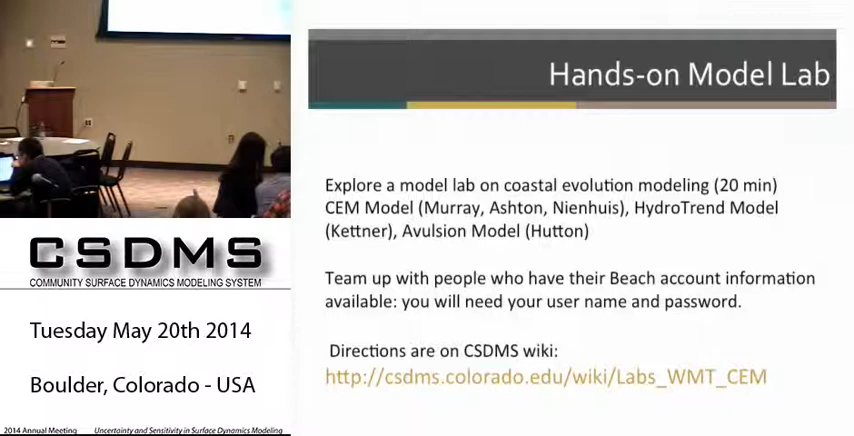 Hands-on Model Lab
Explore a model lab on coastal evolution modeling (20 min)
CEM Model (Murray, Ashton, Nienhuis), HydroTrend Model
(Kettner), Avulsion Model (Hutton)
Team up with people who have their Beach account information
available: you will need your user name and password.
Directions are on CSDMS wiki:
http://csdms.colorado.edu/wiki/Labs_WMT_CEM
CSDMS
COMMUNITY SURFACE DYNAMICS MODELING SYSTEM
Tuesday May 20th 2014
Boulder, Colorado - USA
2014 Annual Meeting Uncertainty and Sensitivity in Surface Dynamics Modeling